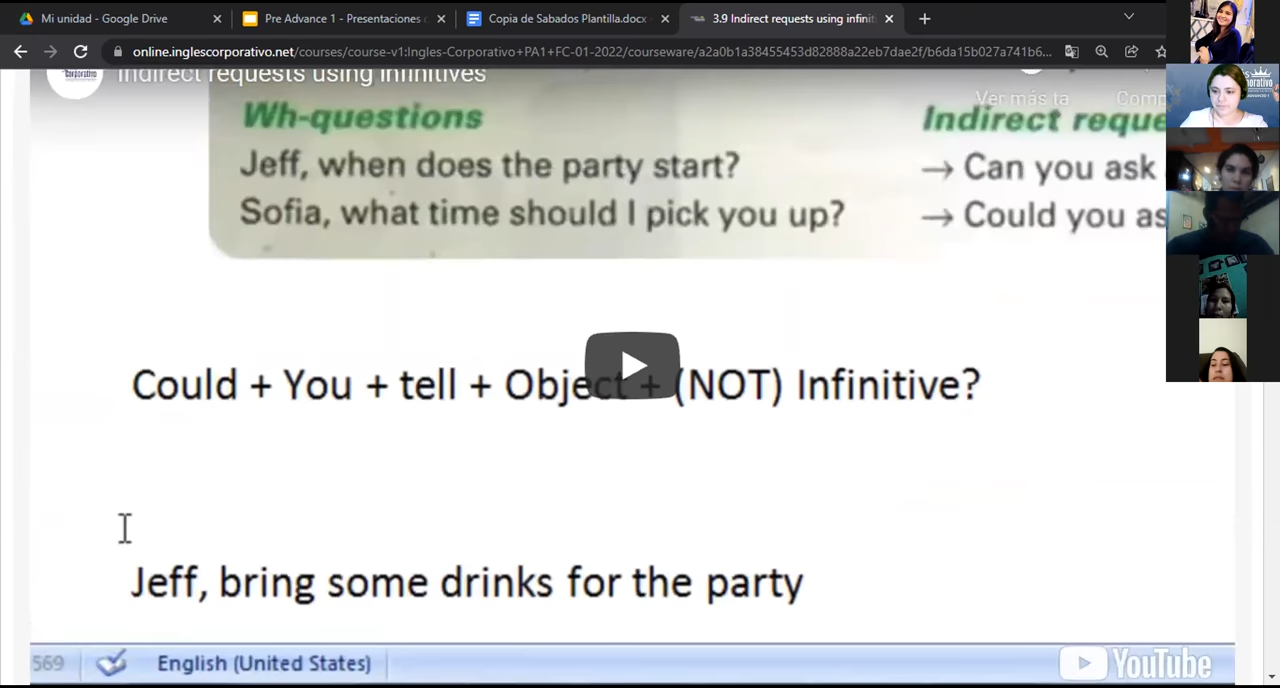 Mi unidad - Google Drive
Pre Advance 1 - Presentaciones
Copia de Sabados Plantilla.docx
3.9 Indirect requests using infinit
online.inglescorporativo.net/courses/course-v1:Ingles-Corporativo+PA1+FC-01-2022/courseware/a2a0b1a38455453d82888a22eb7dae2f/b6da15b027a741b6...
Corporativo
Indirect requests using infinitives
Ver más ta
Wh-questions
Indirect reque
Jeff, when does the party start?
→ Can you ask
Sofia, what time should I pick you up?
→ Could you as
Could + You + tell + Object + (NOT) Infinitive?
Jeff, bring some drinks for the party
569
English (United States)
YouTube